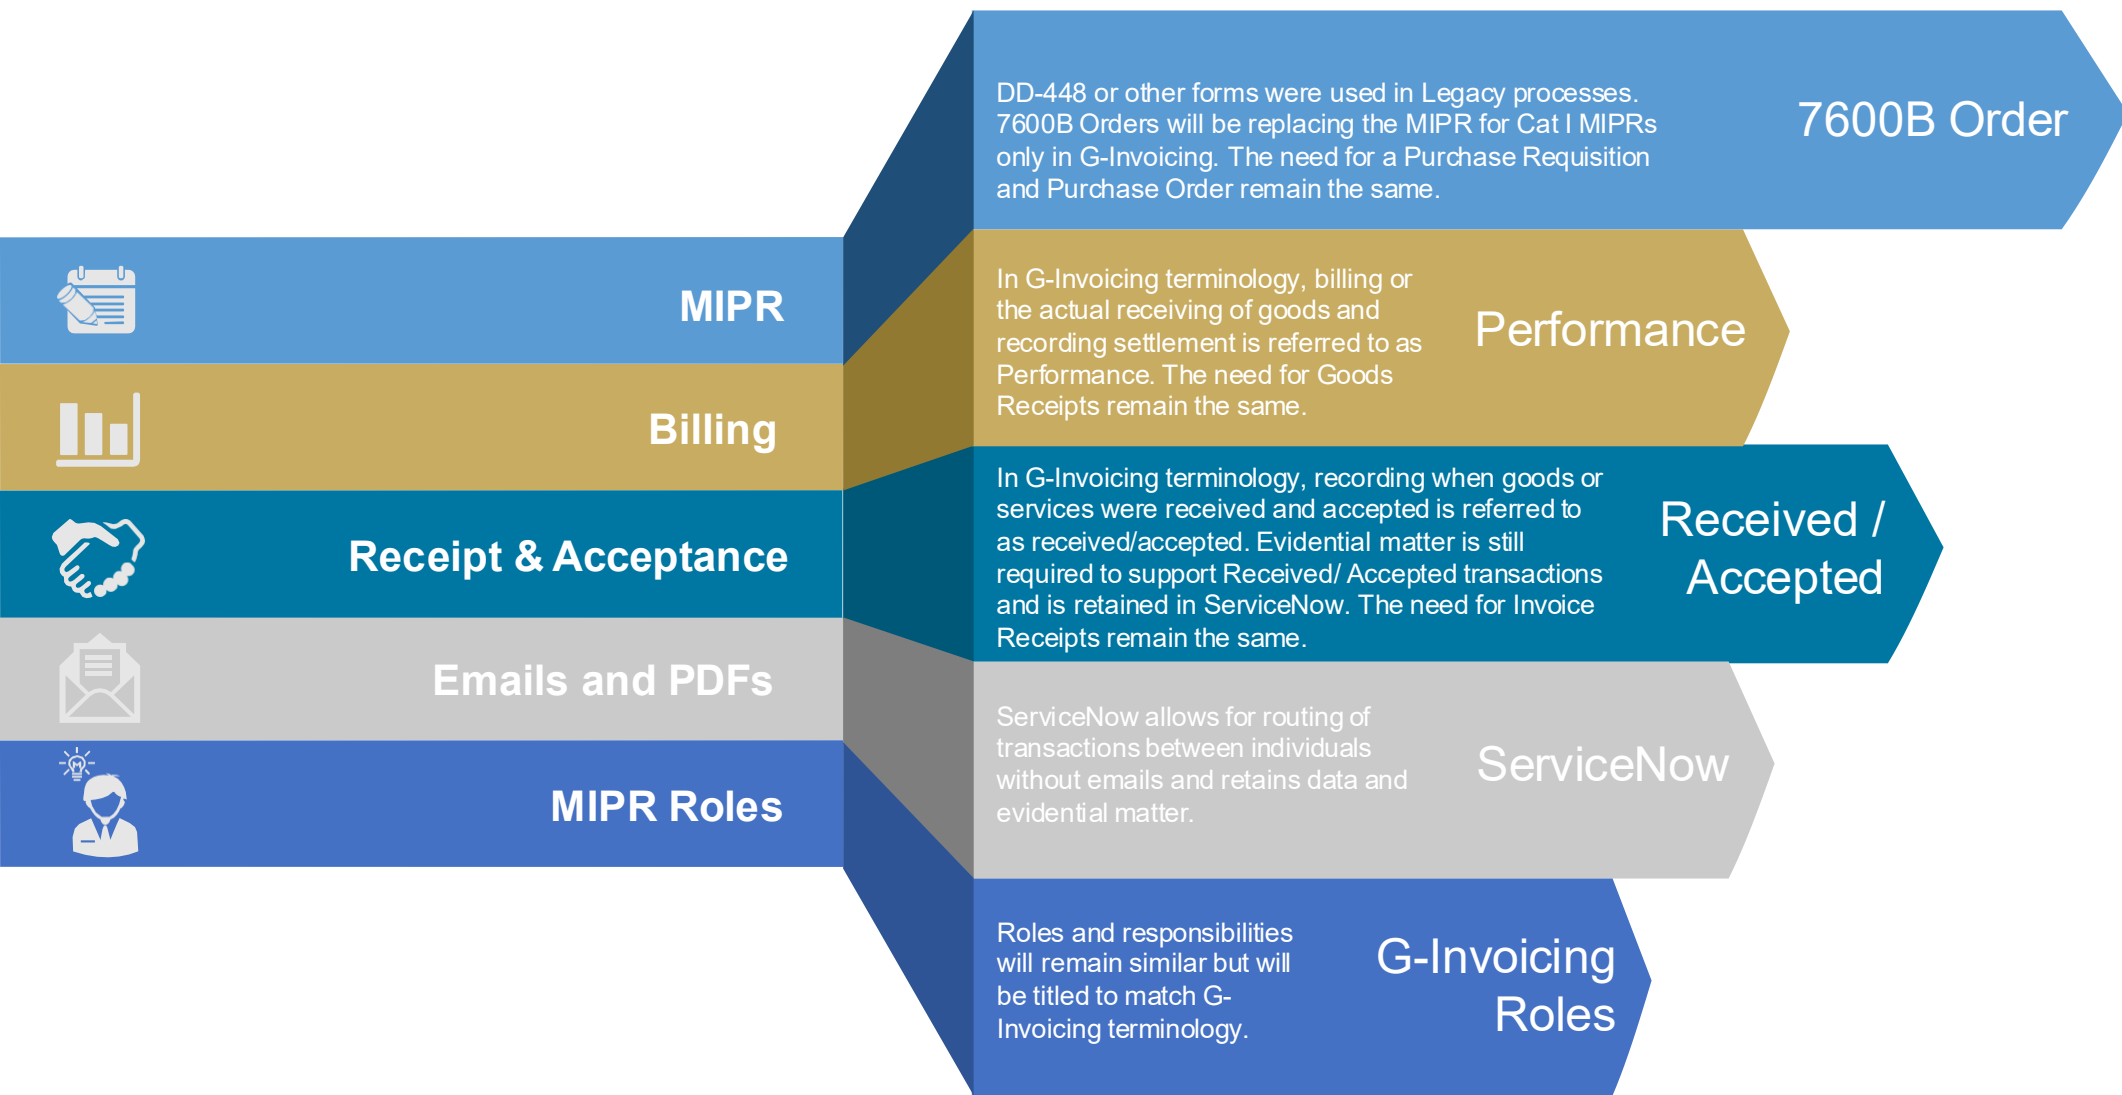 MIPR
Billing
Receipt & Acceptance
Emails and PDFs
MIPR Roles
DD-448 or other forms were used in Legacy processes.
7600B Orders will be replacing the MIPR for Cat I MIPRs
only in G-Invoicing. The need for a Purchase Requisition
and Purchase Order remain the same.
7600B Order
In G-Invoicing terminology, billing or
the actual receiving of goods and
recording settlement is referred to as
Performance. The need for Goods
Receipts remain the same.
Performance
In G-Invoicing terminology, recording when goods or
services were received and accepted is referred to
as received/accepted. Evidential matter is still
required to support Received/ Accepted transactions
and is retained in ServiceNow. The need for Invoice
Receipts remain the same.
Received /
Accepted
ServiceNow allows for routing of
transactions between individuals
without emails and retains data and
evidential matter.
ServiceNow
Roles and responsibilities
will remain similar but will
be titled to match G-
Invoicing terminology.
G-Invoicing
Roles